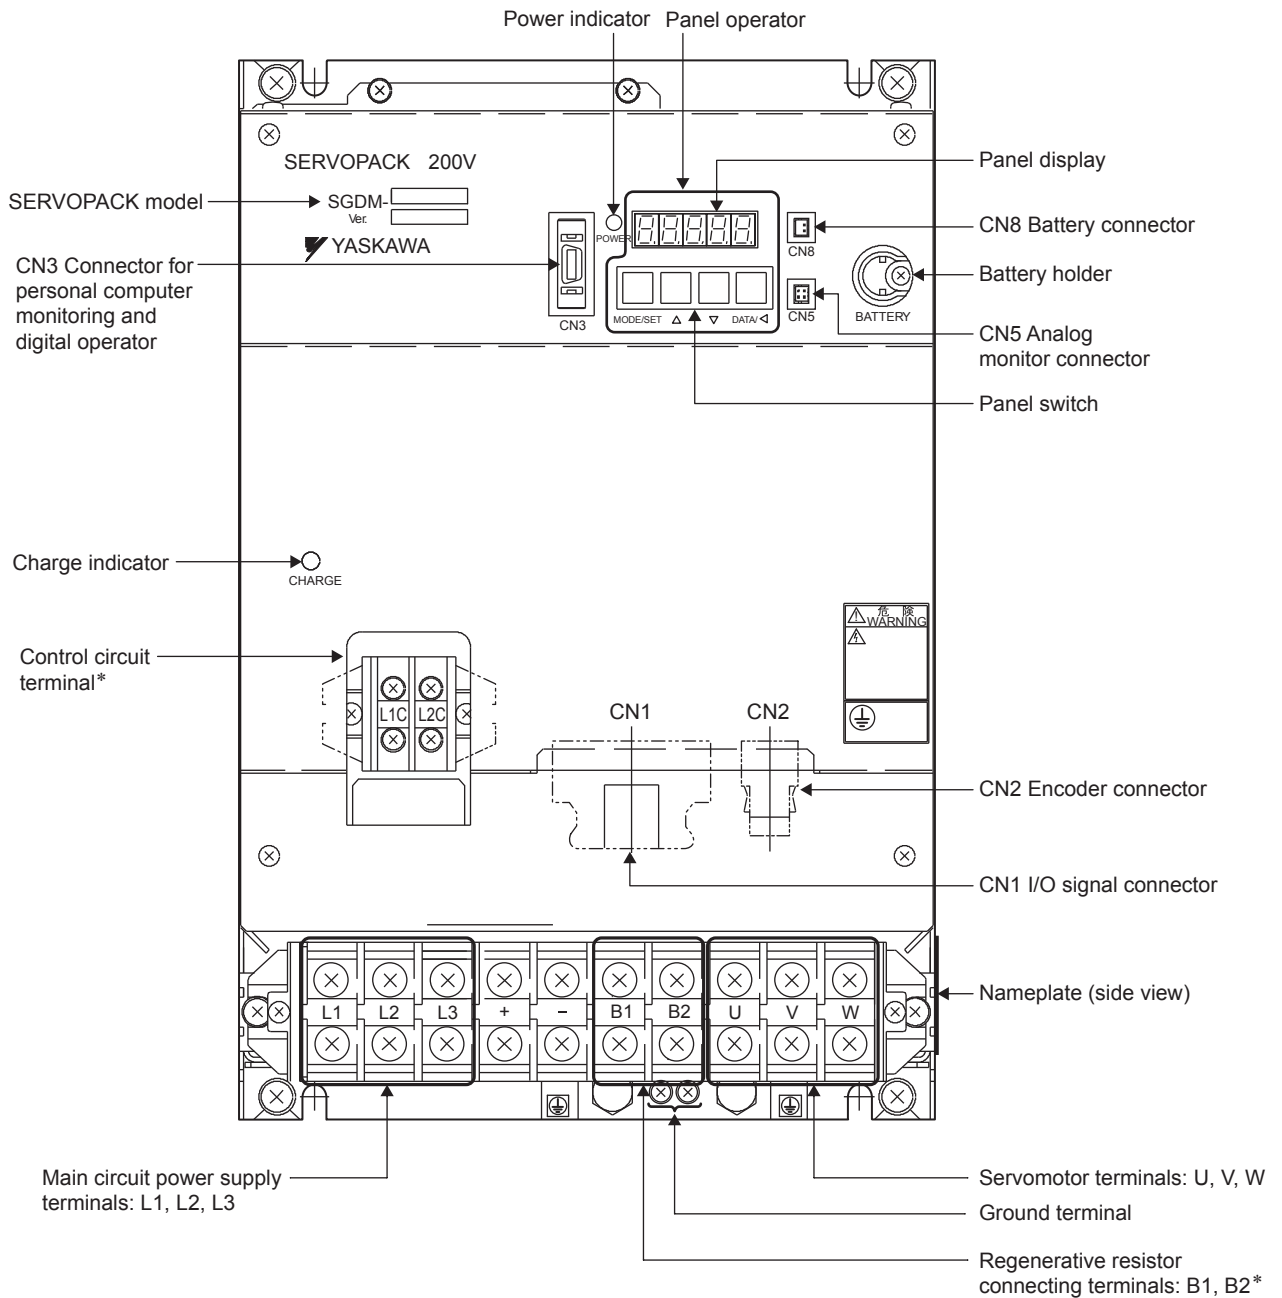 Power indicator
Panel operator
SERVOPACK 200V
Panel display
SERVOPACK model
SGDM-
Ver.
YASKAWA
POWER
CN8
CN8 Battery connector
CN3 Connector for
personal computer
monitoring and
digital operator
Battery holder
CN3
MODE/SET △ ▽ DATA/◁
CN5
BATTERY
CN5 Analog
monitor connector
Panel switch
Charge indicator
CHARGE
危 険
WARNING
Control circuit
terminal*
L1C L2C
CN1
CN2
CN2 Encoder connector
CN1 I/O signal connector
Nameplate (side view)
L1 L2 L3 + − B1 B2 U V W
Main circuit power supply
terminals: L1, L2, L3
Servomotor terminals: U, V, W
Ground terminal
Regenerative resistor
connecting terminals: B1, B2*